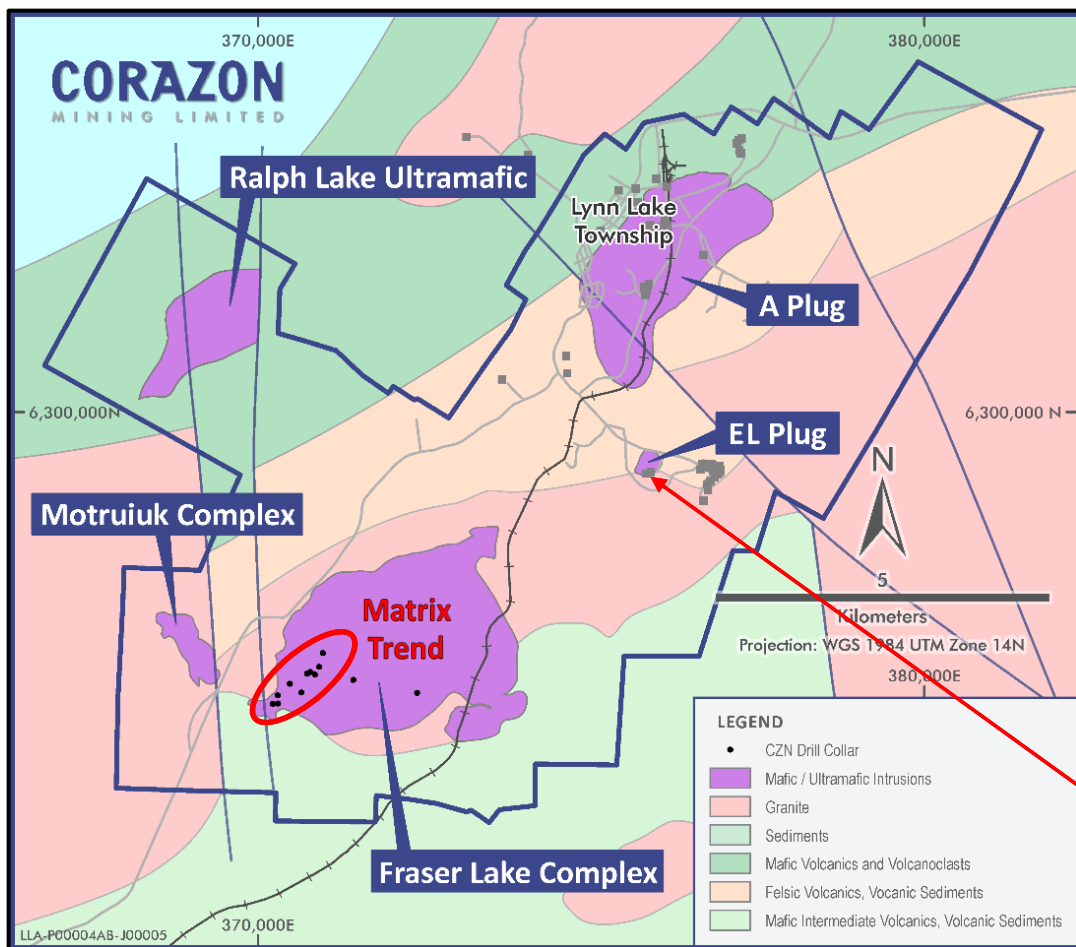 370,000E
380,000E
CORAZON
MINING LIMITED
Ralph Lake Ultramafic
Lynn Lake
Township
A Plug
6,300,000N
6,300,000 N
EL Plug
N
Motruiuk Complex
5
Kilometers
Projection: WGS 1984 UTM Zone 14N
Matrix
Trend
380,000E
LEGEND
CZN Drill Collar
Mafic / Ultramafic Intrusions
Granite
Sediments
Mafic Volcanics and Volcanoclasts
Felsic Volcanics, Vocanic Sediments
Mafic Intermediate Volcanics, Volcanic Sediments
Fraser Lake Complex
370,000E
LLA-P00004AB-J00005